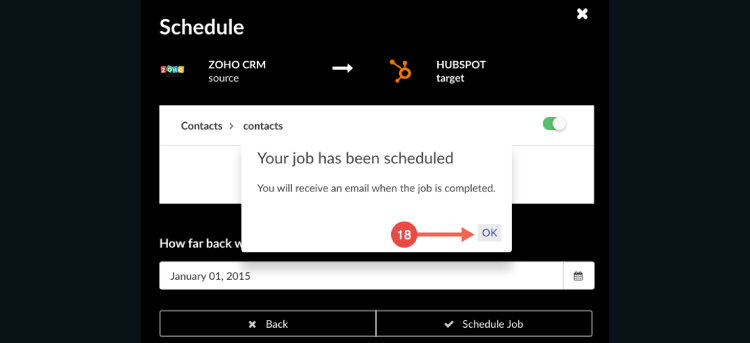 Schedule
ZOHO
ZOHO CRM
source
HUBSPOT
target
Contacts > contacts
Your job has been scheduled
You will receive an email when the job is completed.
18
OK
How far back w
January 01, 2015
Back
Schedule Job